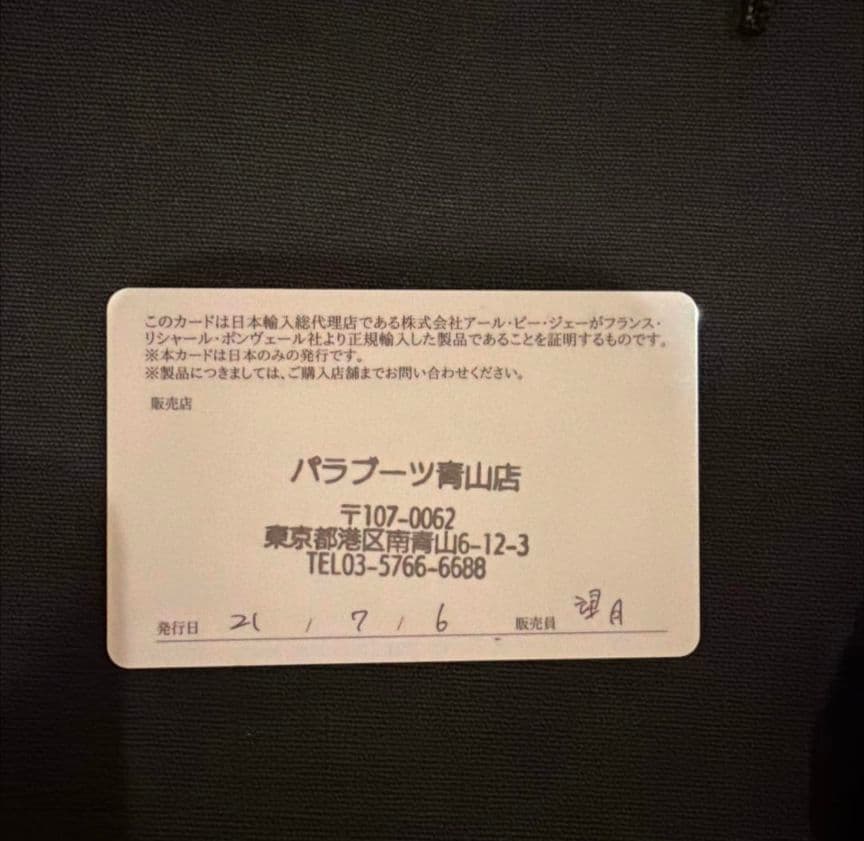 このカードは日本輸入総代理店である株式会社アール・ピー・ジェーがフランス・
リシャール・ポンヴェール社より正規輸入した製品であることを証明するものです。
※本カードは日本のみの発行です。
※製品につきましては、ご購入店舗までお問い合わせください。
販売店
パラブーツ青山店
〒107-0062
東京都港区南青山6-12-3
TEL03-5766-6688
発行日 21 / 7 / 6 販売員 望月